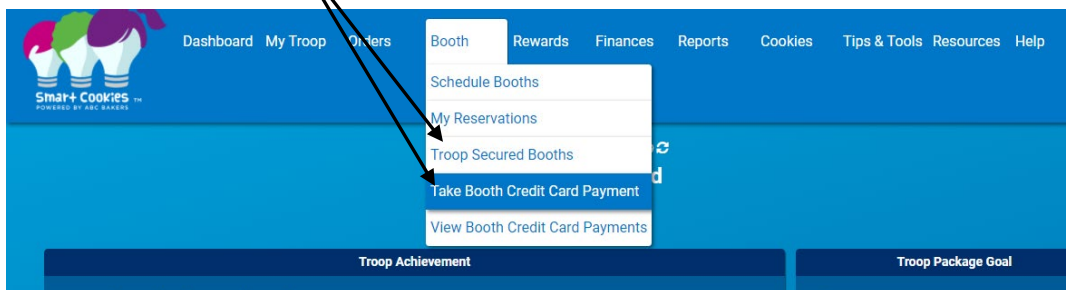 Dashboard My Troop Orders Booth Rewards Finances Reports Cookies Tips & Tools Resources Help
Smart Cookies TM
POWERED BY ABC BAKERS
Schedule Booths
My Reservations
Troop Secured Booths
Take Booth Credit Card Payment
View Booth Credit Card Payments
Troop Achievement Troop Package Goal